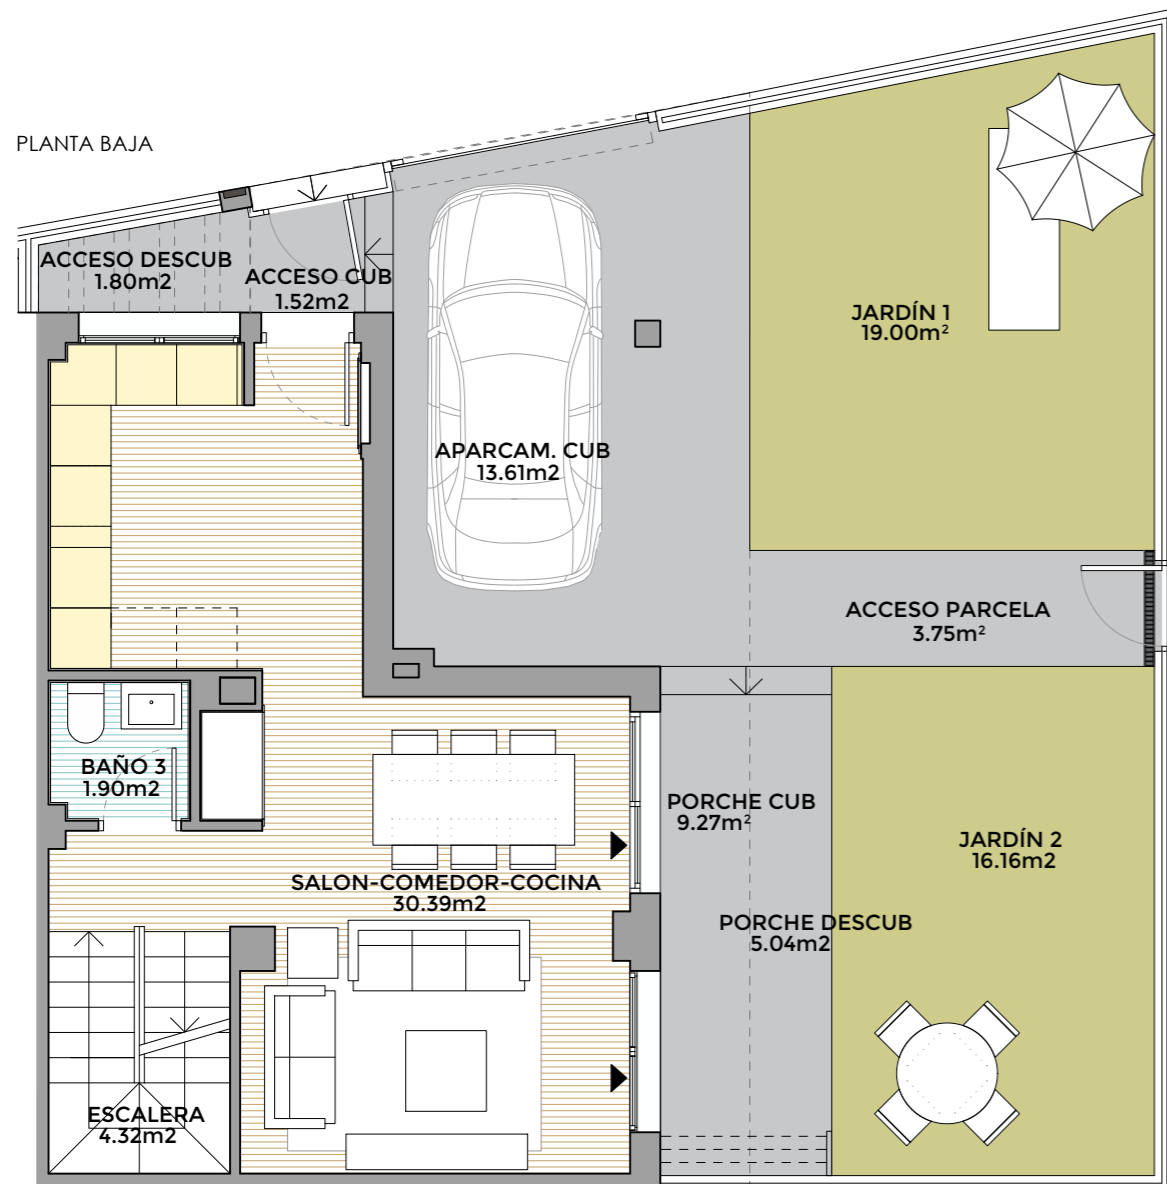 PLANTA BAJA
ACCESO DESCUB
1.80m2
ACCESO CUB
1.52m2
JARDÍN 1
19.00m²
APARCAM. CUB
13.61m2
ACCESO PARCELA
3.75m²
BAÑO 3
1.90m2
PORCHE CUB
9.27m²
JARDÍN 2
16.16m2
SALON-COMEDOR-COCINA
30.39m2
PORCHE DESCUB
5.04m2
ESCALERA
4.32m2